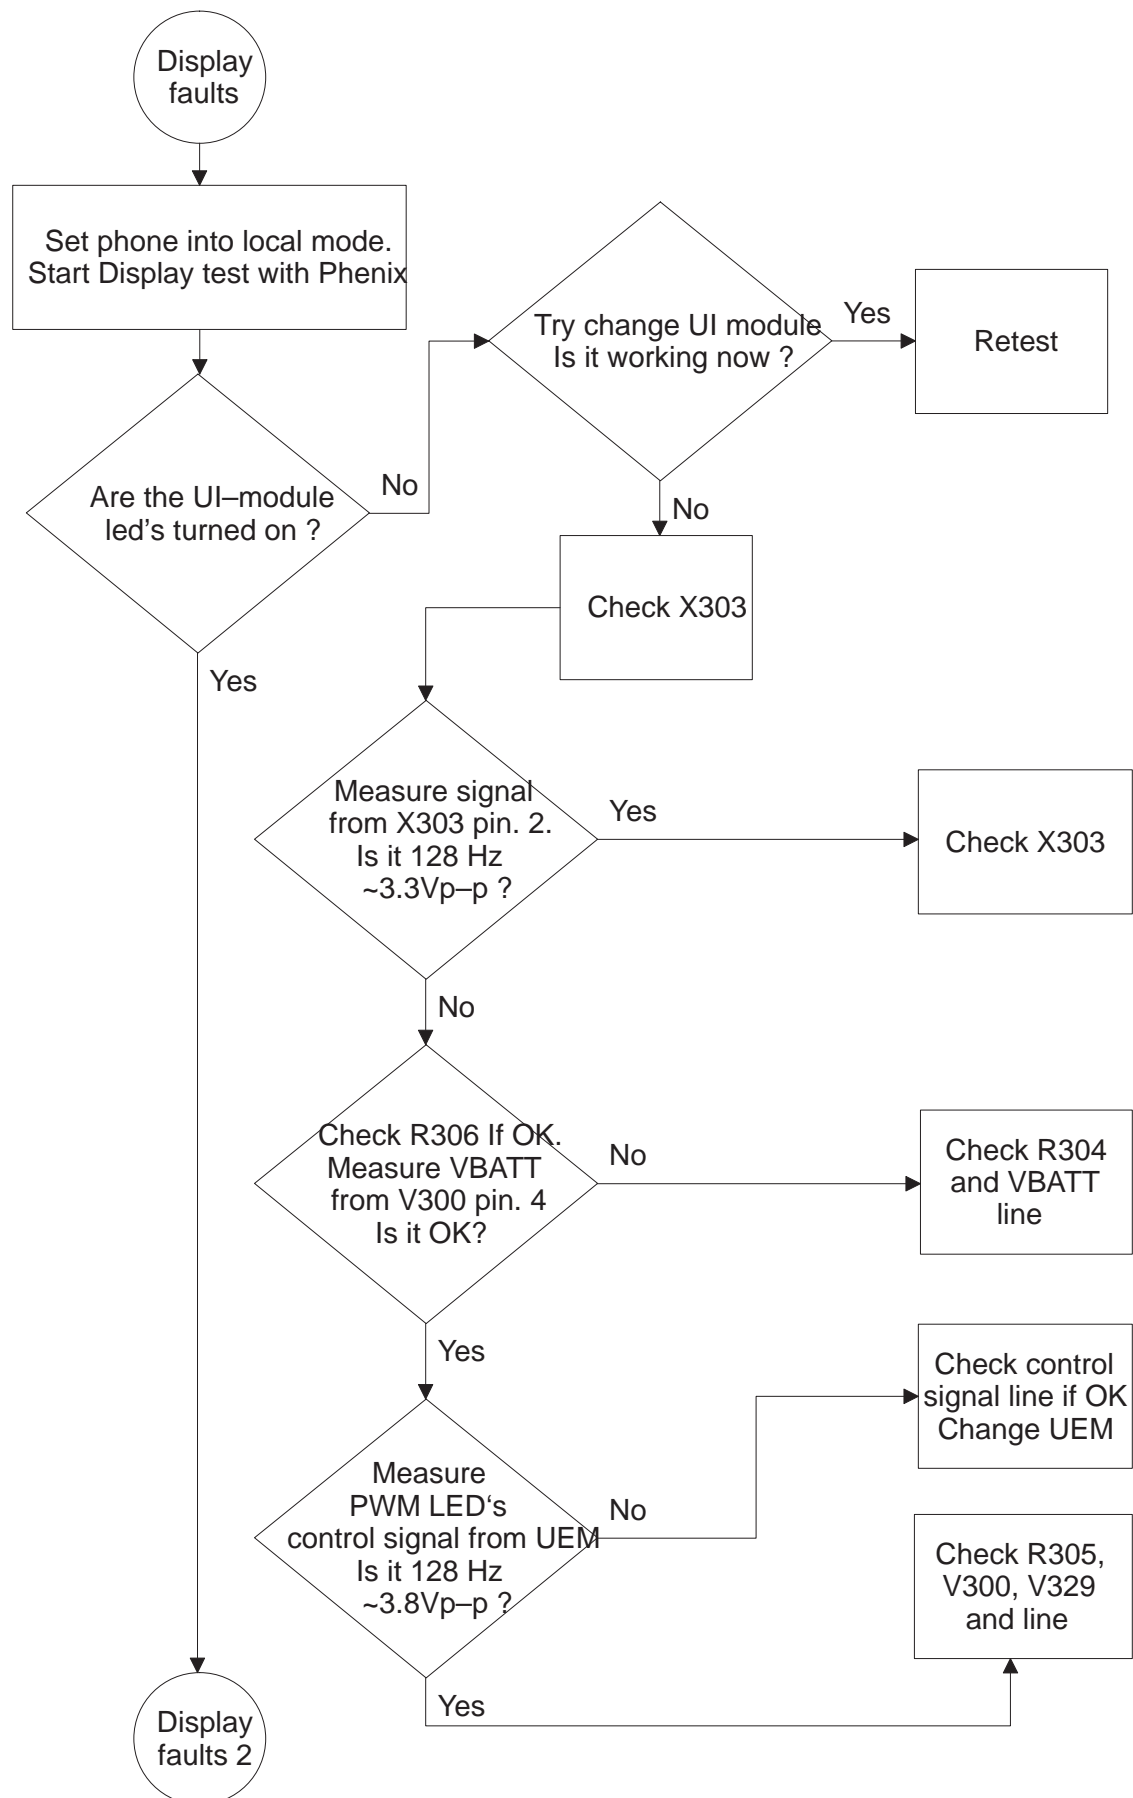 Display
faults
Set phone into local mode.
Start Display test with Phenix
Try change UI module
Is it working now ?
Yes
Retest
No
Are the UI–module
led's turned on ?
No
Check X303
Yes
Measure signal
from X303 pin. 2.
Is it 128 Hz
~3.3Vp–p ?
Yes
Check X303
No
Check R306 If OK.
Measure VBATT
from V300 pin. 4
Is it OK?
No
Check R304
and VBATT
line
Yes
Check control
signal line if OK
Change UEM
Measure
PWM LED‘s
control signal from UEM
Is it 128 Hz
~3.8Vp–p ?
No
Check R305,
V300, V329
and line
Yes
Display
faults 2